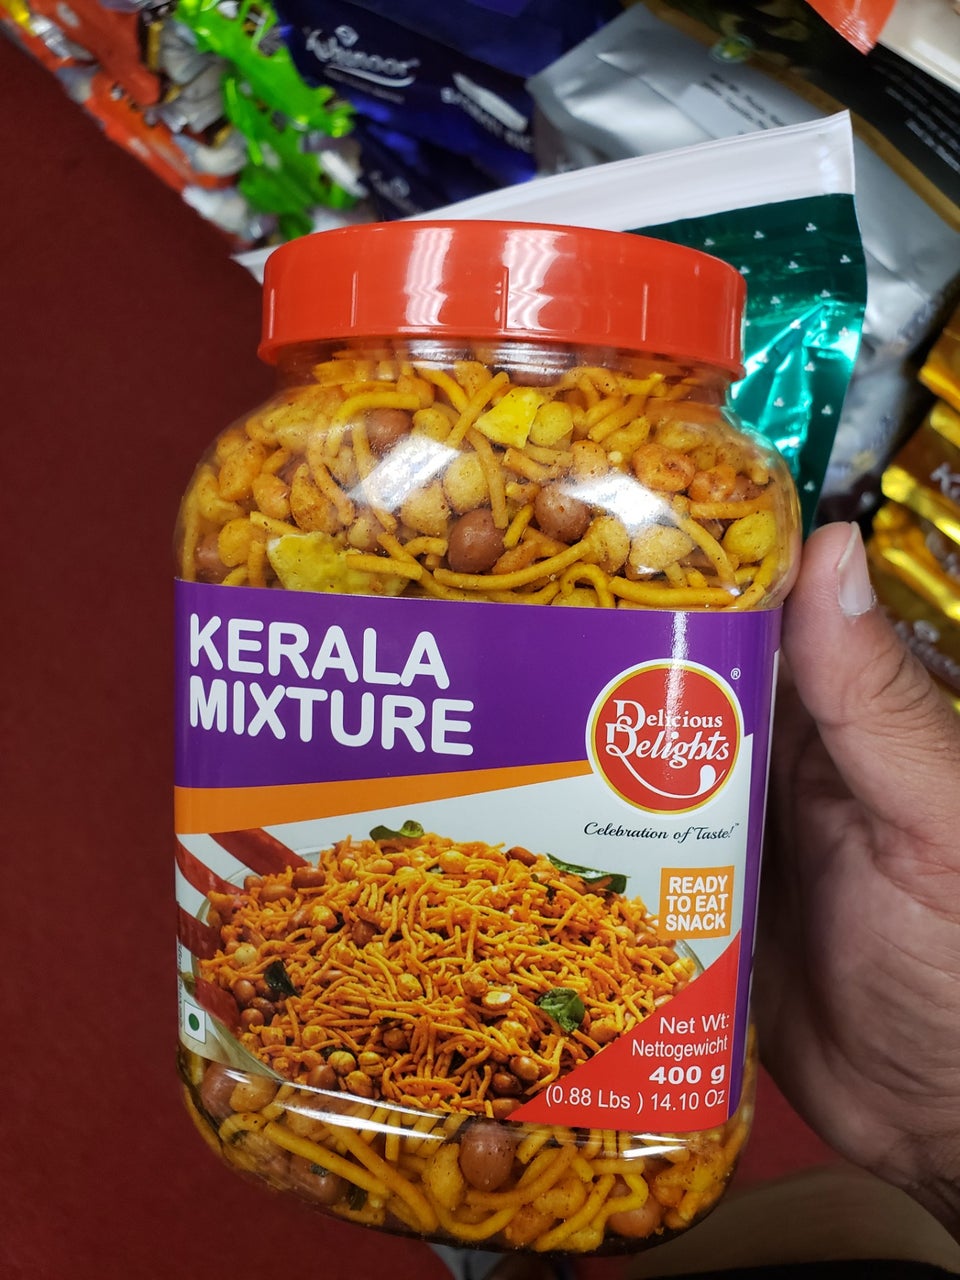 KERALA
MIXTURE
®
Delicious
Delights
Celebration of Taste!™
READY
TO EAT
SNACK
Net Wt:
Nettogewicht
400 g
(0.88 Lbs ) 14.10 Oz